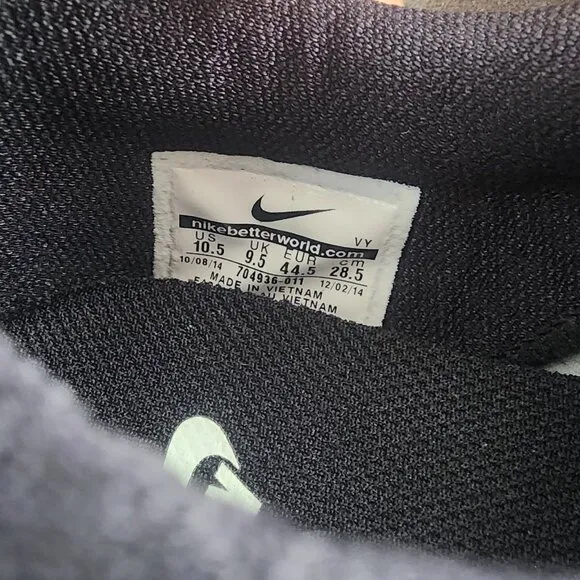 nikebetterworld.com
VY
US UK EUR cm
10.5 9.5 44.5 28.5
10/08/14 704936-011 12/02/14
MADE IN VIETNAM
VIETNAM